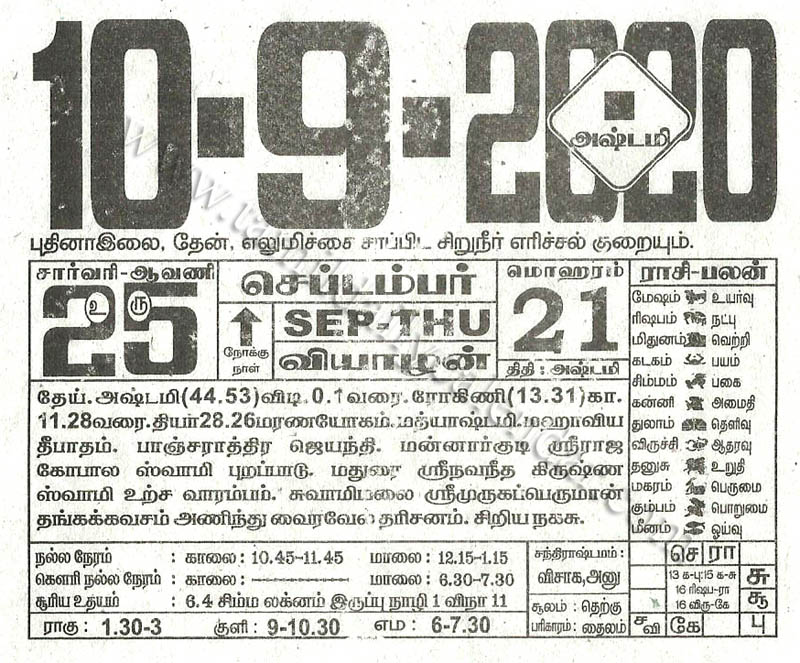 10-9-2020
அஷ்டமி
புதினாஇலை, தேன், எலுமிச்சை சாப்பிட சிறுநீர் எரிச்சல் குறையும்.
சார்வரி-ஆவணி
25
உரு
நோக்கு நாள்
செப்டம்பர்
SEP-THU
வியாழன்
மொஹரம்
21
திதி: அஷ்டமி
ராசி-பலன்
மேஷம் உயர்வு
ரிஷபம் நட்பு
மிதுனம் வெற்றி
கடகம் பயம்
சிம்மம் பகை
கன்னி அமைதி
துலாம் தெளிவு
விருச்சி ஆதரவு
தனுசு உறுதி
மகரம் பெருமை
கும்பம் பொறுமை
மீனம் ஓய்வு
தேய். அஷ்டமி(44.53)விடி 0.1வரை. ரோகிணி(13.31)கா.
11.28வரை.தியா28.26மரணயோகம்.மத்யாஷ்டமி.மஹாவிய
தீபாதம். பாஞ்சராத்திர ஜெயந்தி. மன்னார்குடி ஸ்ரீராஜ
கோபால ஸ்வாமி புறப்பாடு. மதுரை ஸ்ரீநவநீத கிருஷ்ண
ஸ்வாமி உற்சவாரம்பம். சுவாமிமலை ஸ்ரீமுருகப்பெருமான்
தங்கக்கவசம் அணிந்து வைரவேல் தரிசனம். சிறிய நகசு.
நல்ல நேரம் : காலை: 10.45-11.45 மாலை: 12.15-1.15
கௌரி நல்ல நேரம் : காலை: ---------- மாலை: 6.30-7.30
சூரிய உதயம் : 6.4 சிம்ம லக்னம் இருப்பு நாழி 1 விநா 11
ராகு : 1.30-3 குளி : 9-10.30 எம : 6-7.30
சந்திராஷ்டமம் :
விசாக,அனு
சூலம் : தெற்கு
பரிகாரம் : தைலம்
செ ரா
13 க-பு:15 க-சு
16 ரிஷப-ரா
16 விரு-கே
சு
சூ
ச வி கே பு
www.tamildailycalendar.com